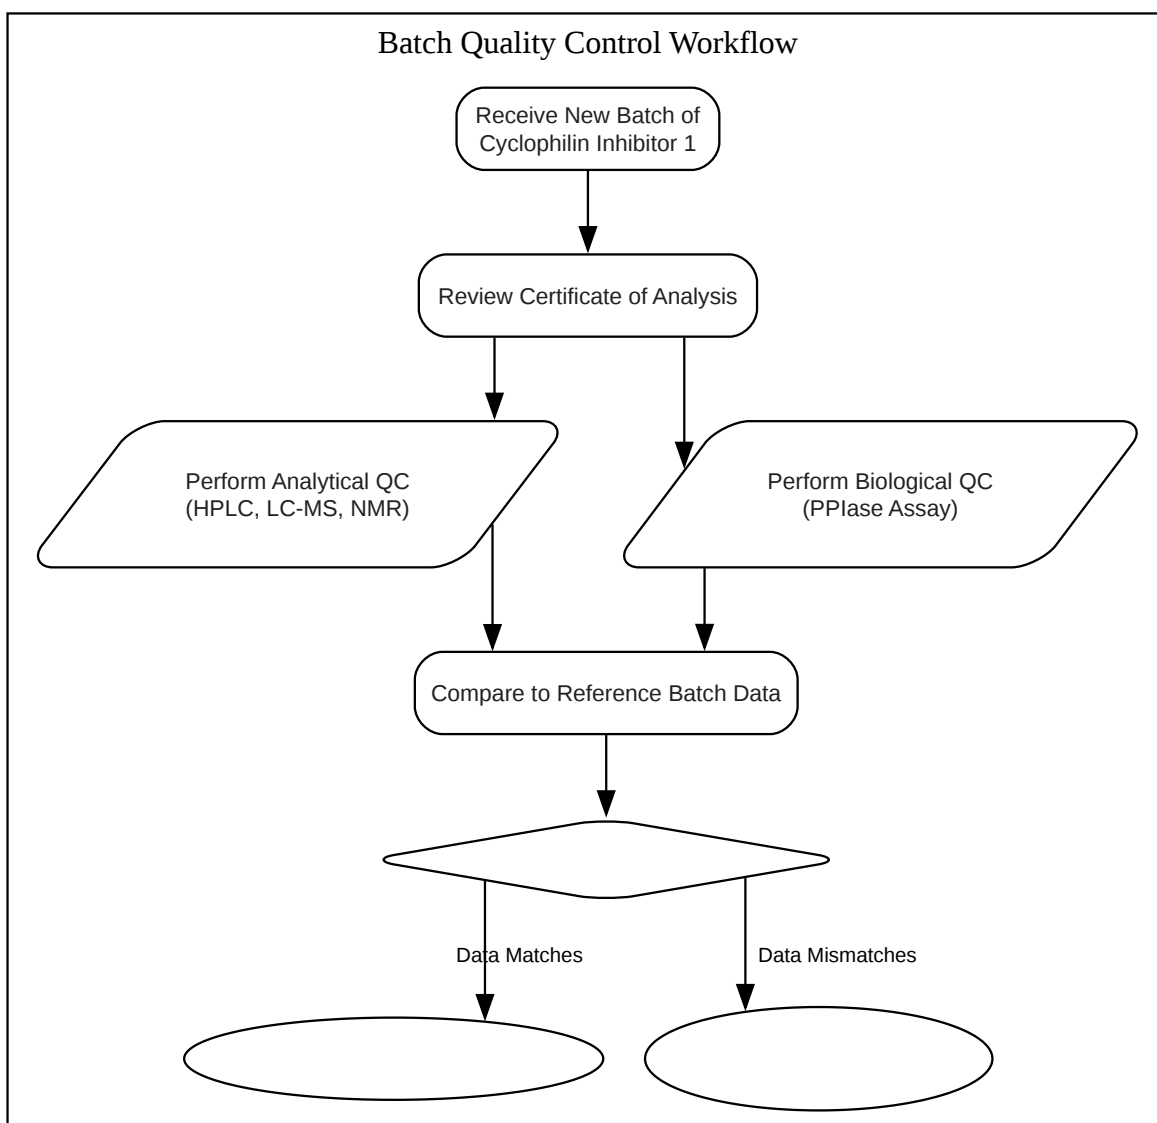 Batch Quality Control Workflow
Receive New Batch of
Cyclophilin Inhibitor 1
Review Certificate of Analysis
Perform Analytical QC
(HPLC, LC-MS, NMR)
Perform Biological QC
(PPIase Assay)
Compare to Reference Batch Data
Data Matches
Data Mismatches